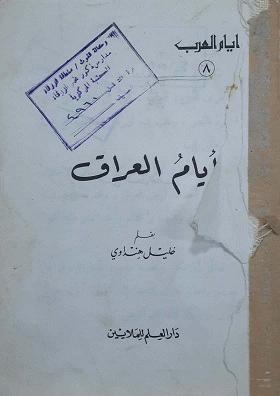 أيام العرب
٨
أيامُ العراق
بقلم
خليل هنداوي
دار العلم للملايين